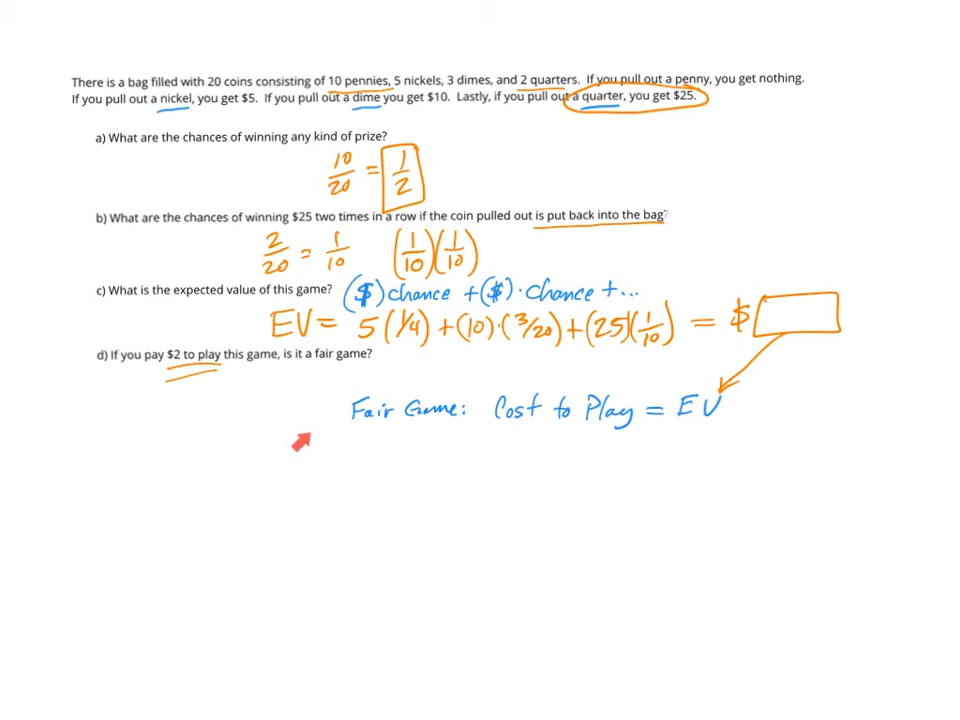 There is a bag filled with 20 coins consisting of 10 pennies, 5 nickels, 3 dimes, and 2 quarters. If you pull out a penny, you get nothing.
If you pull out a nickel, you get $5. If you pull out a dime you get $10. Lastly, if you pull out a quarter, you get $25.
a) What are the chances of winning any kind of prize?
10/20 = 1/2
b) What are the chances of winning $25 two times in a row if the coin pulled out is put back into the bag?
2/20 = 1/10 (1/10)(1/10)
c) What is the expected value of this game? ($) chance + ($) · chance + ...
EV = 5 (1/4) + (10) · (3/20) + (25)(1/10) = $
d) If you pay $2 to play this game, is it a fair game?
Fair Game: Cost to Play = EV